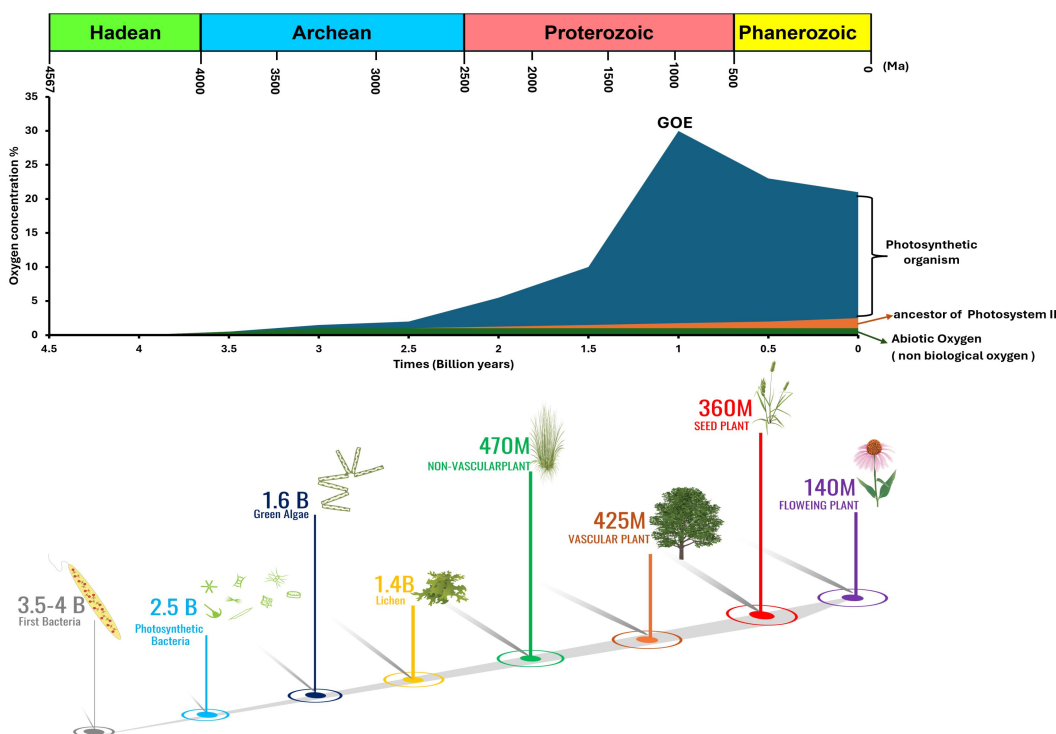 Hadean Archean Proterozoic Phanerozoic
4567 4000 3500 3000 2500 2000 1500 1000 500 0 (Ma)
Oxygen concentration %
35
30
25
20
15
10
5
0
GOE
Photosynthetic
organism
ancestor of Photosystem II
Abiotic Oxygen
( non biological oxygen )
4.5 4 3.5 3 2.5 2 1.5 1 0.5 0
Times (Billion years)
3.5-4 B
First Bacteria
2.5 B
Photosynthetic
Bacteria
1.6 B
Green Algae
1.4B
Lichen
470M
NON-VASCULARPLANT
425M
VASCULAR PLANT
360M
SEED PLANT
140M
FLOWEING PLANT